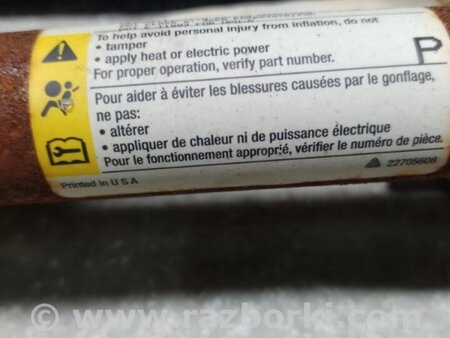 To help avoid personal injury from inflation, do not
• tamper
• apply heat or electric power
For proper operation, verify part number.
P
Pour aider à éviter les blessures causées par le gonflage,
ne pas:
• altérer
• appliquer de chaleur ni de puissance électrique
Pour le fonctionnement approprié, vérifier le numéro de pièce.
22705608
Printed in U S A
www.razborki.com